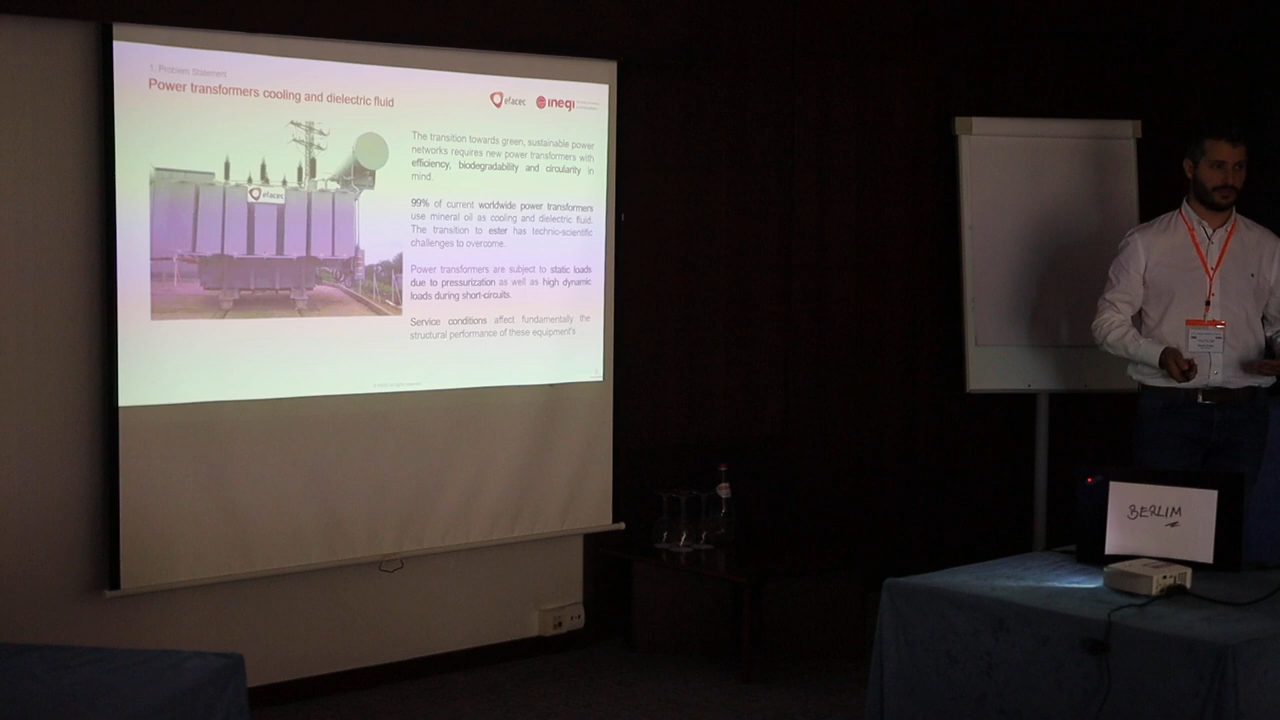 1. Problem Statement
Power transformers cooling and dielectric fluid
efacec
inegi
efacec
The transition towards green, sustainable power
networks requires new power transformers with
efficiency, biodegradability and circularity in
mind.
99% of current worldwide power transformers
use mineral oil as cooling and dielectric fluid.
The transition to ester has technic-scientific
challenges to overcome.
Power transformers are subject to static loads
due to pressurization as well as high dynamic
loads during short-circuits.
Service conditions affect fundamentally the
structural performance of these equipment's
BERLIM